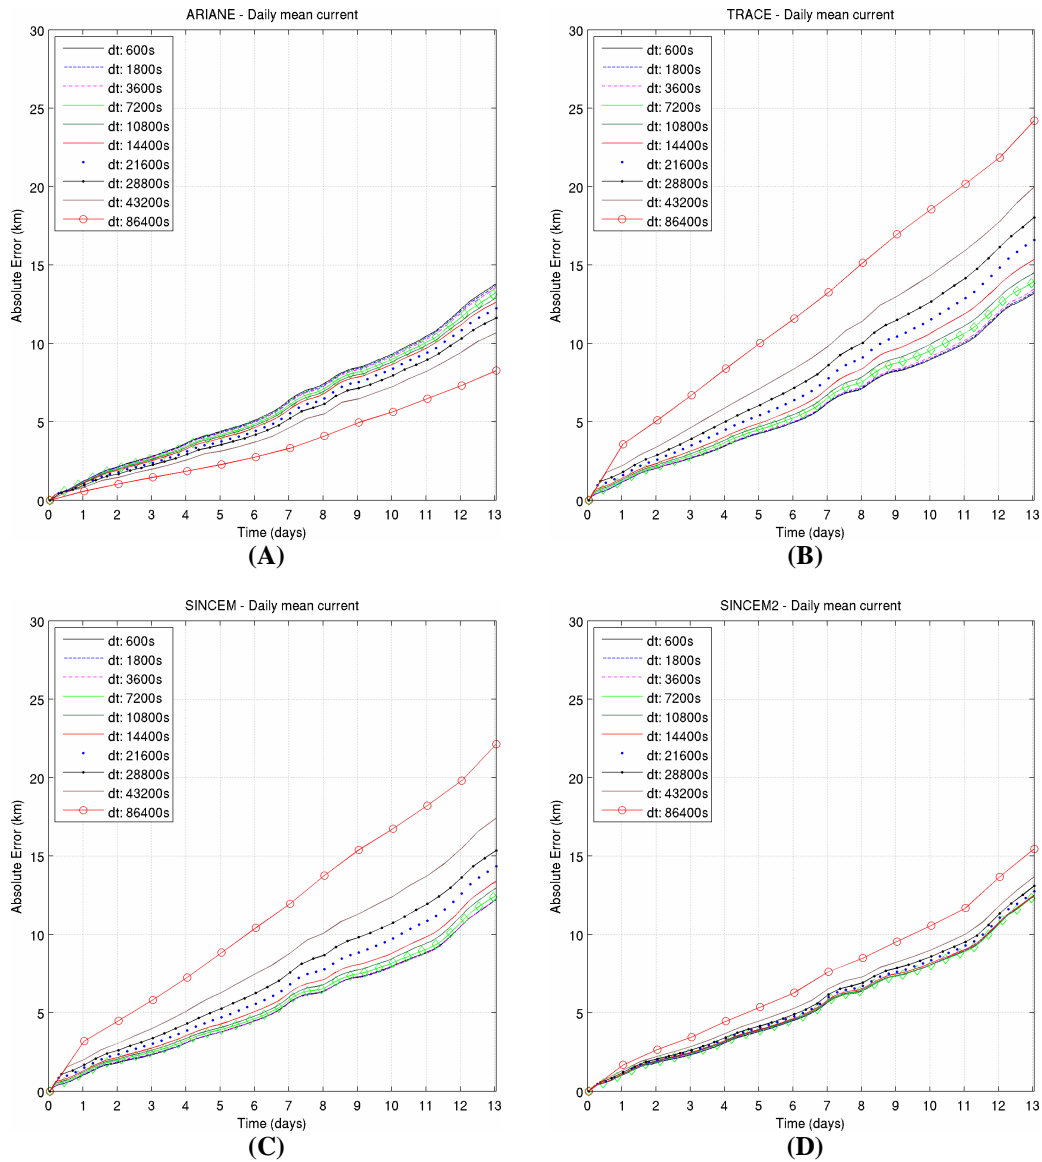 ARIANE - Daily mean current
30
25
20
15
10
5
0
Absolute Error (km)
dt: 600s
dt: 1800s
dt: 3600s
dt: 7200s
dt: 10800s
dt: 14400s
dt: 21600s
dt: 28800s
dt: 43200s
dt: 86400s
0 1 2 3 4 5 6 7 8 9 10 11 12 13
Time (days)
(A)
TRACE - Daily mean current
30
25
20
15
10
5
0
Absolute Error (km)
dt: 600s
dt: 1800s
dt: 3600s
dt: 7200s
dt: 10800s
dt: 14400s
dt: 21600s
dt: 28800s
dt: 43200s
dt: 86400s
0 1 2 3 4 5 6 7 8 9 10 11 12 13
Time (days)
(B)
SINCEM - Daily mean current
30
25
20
15
10
5
0
Absolute Error (km)
dt: 600s
dt: 1800s
dt: 3600s
dt: 7200s
dt: 10800s
dt: 14400s
dt: 21600s
dt: 28800s
dt: 43200s
dt: 86400s
0 1 2 3 4 5 6 7 8 9 10 11 12 13
Time (days)
(C)
SINCEM2 - Daily mean current
30
25
20
15
10
5
0
Absolute Error (km)
dt: 600s
dt: 1800s
dt: 3600s
dt: 7200s
dt: 10800s
dt: 14400s
dt: 21600s
dt: 28800s
dt: 43200s
dt: 86400s
0 1 2 3 4 5 6 7 8 9 10 11 12 13
Time (days)
(D)